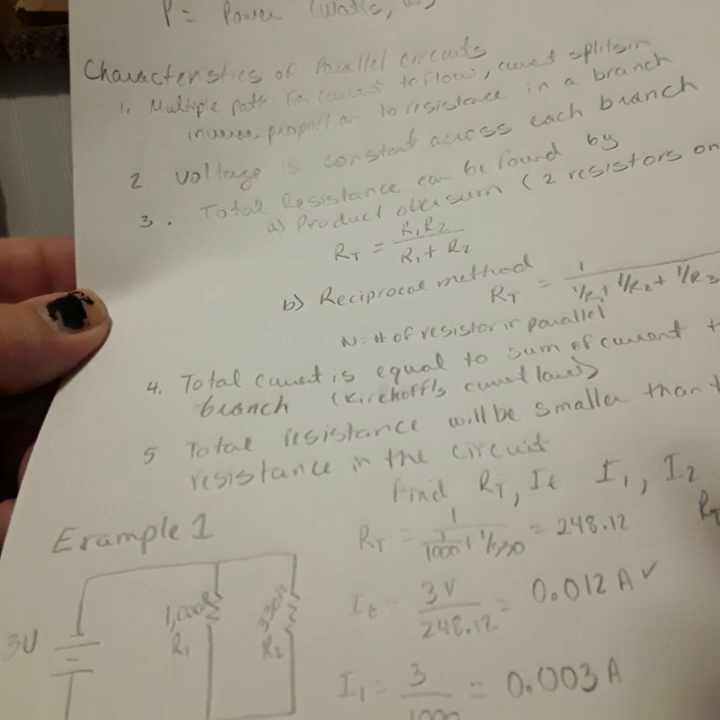 P = Power (Watts, W)
Characteristics of Parallel circuits
1. Multiple path for current to flow, current splits in
inverse proportion to resistance in a branch
2 Voltage is constant across each branch
3. Total Resistance can be found by
a) Product over sum (2 resistors on
RT = R1R2 / R1 + R2
b) Reciprocal method
RT = 1 / 1/R1 + 1/R2 + 1/R3
N = # of resistor in parallel
4. Total current is equal to sum of current t
branch (Kirchoff's current law)
5 Total resistance will be smaller than t
resistance in the circuit
Find RT, It I1, I2
Example 1
RT = 1 / 1/1000 + 1/330 = 248.12
RT
It = 3V / 248.12 = 0.012 A ✓
3V
1,000Ω
R1
330Ω
R2
I1 = 3 / 1000 = 0.003 A